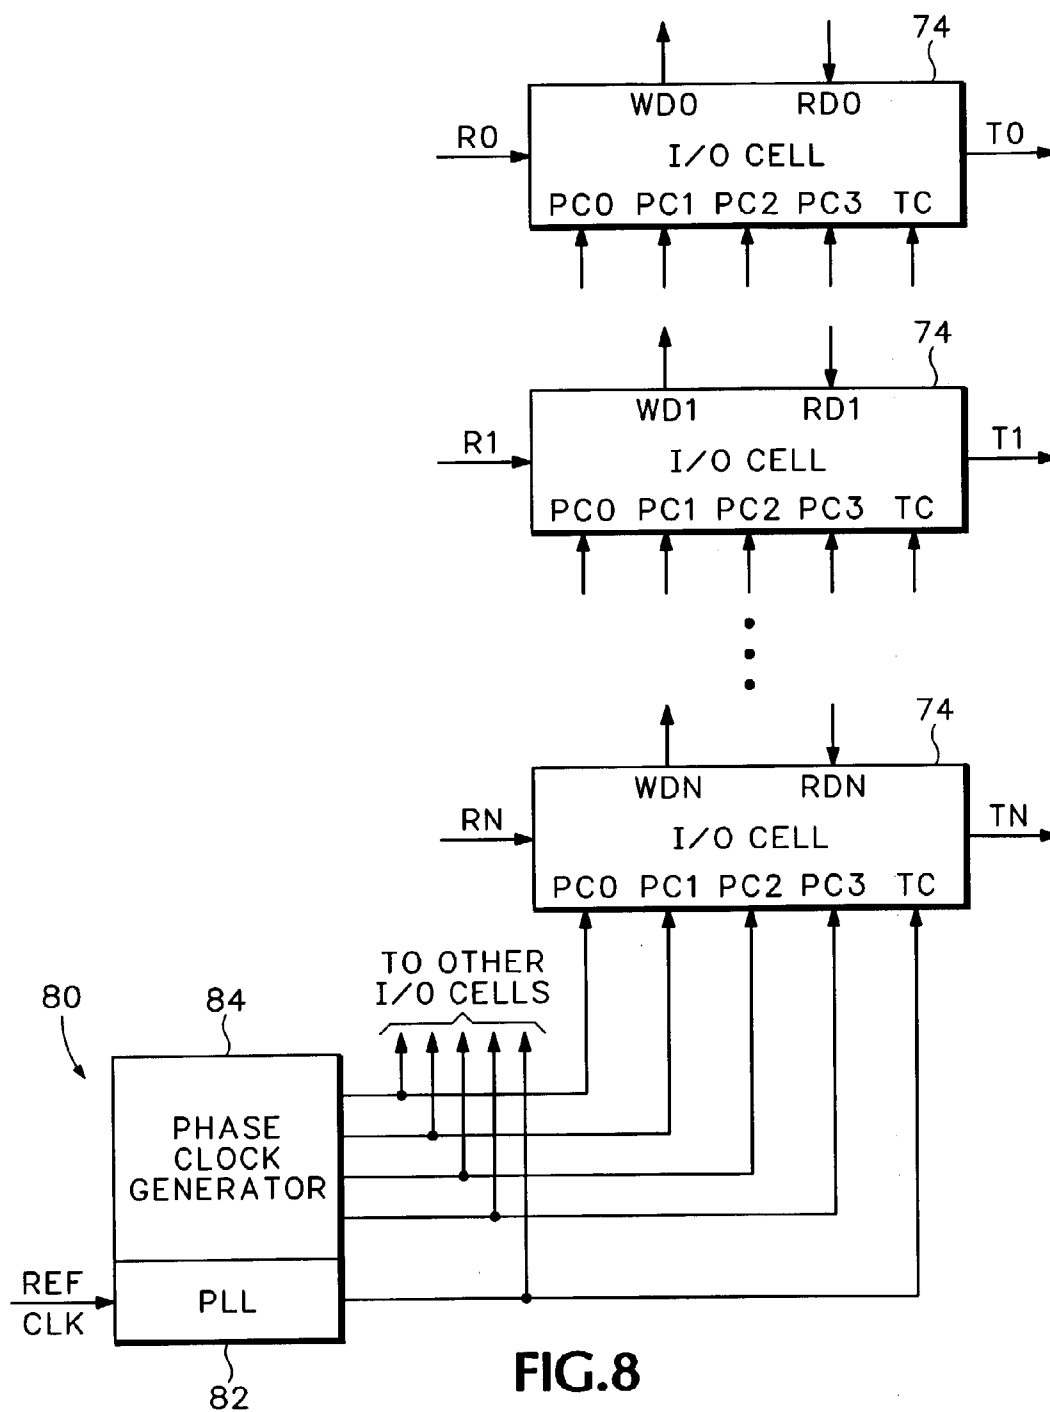 74
WD0 RD0
R0 I/O CELL T0
PC0 PC1 PC2 PC3 TC
74
WD1 RD1
R1 I/O CELL T1
PC0 PC1 PC2 PC3 TC
74
WDN RDN
RN I/O CELL TN
PC0 PC1 PC2 PC3 TC
TO OTHER
I/O CELLS
80
84
PHASE
CLOCK
GENERATOR
REF
CLK
PLL
82
FIG.8